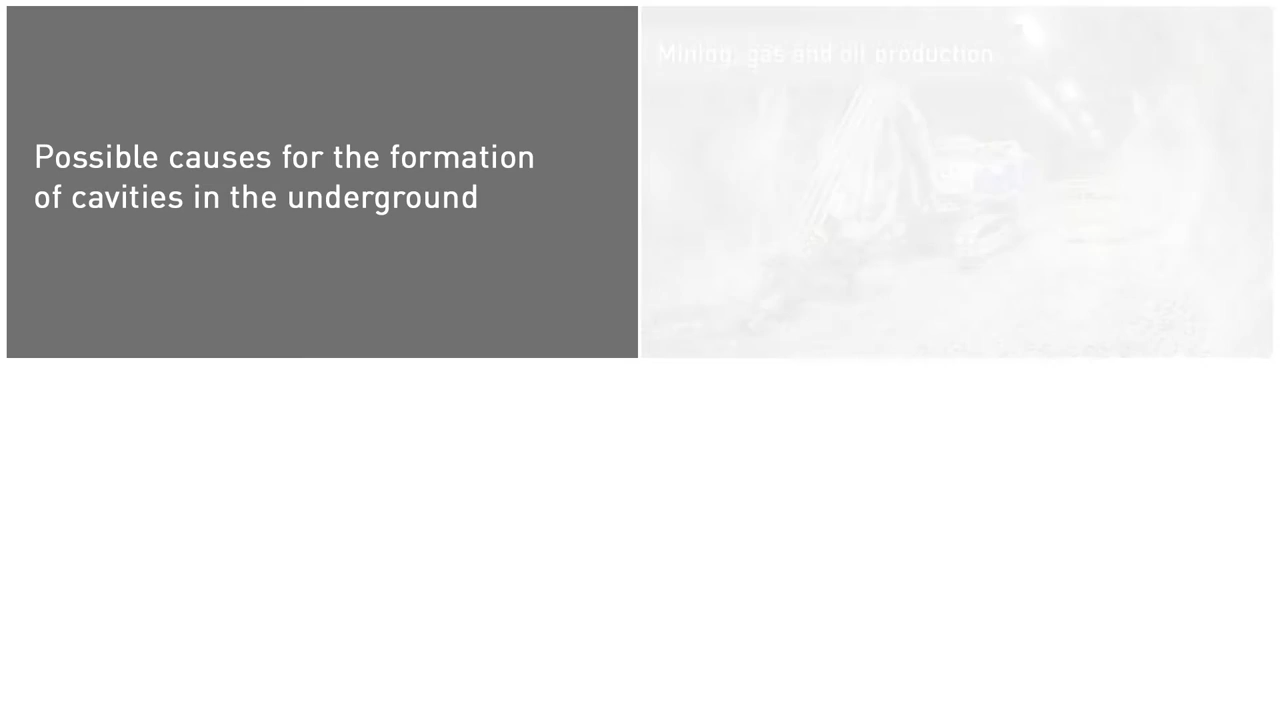 Possible causes for the formation
of cavities in the underground
Mining, gas and oil production